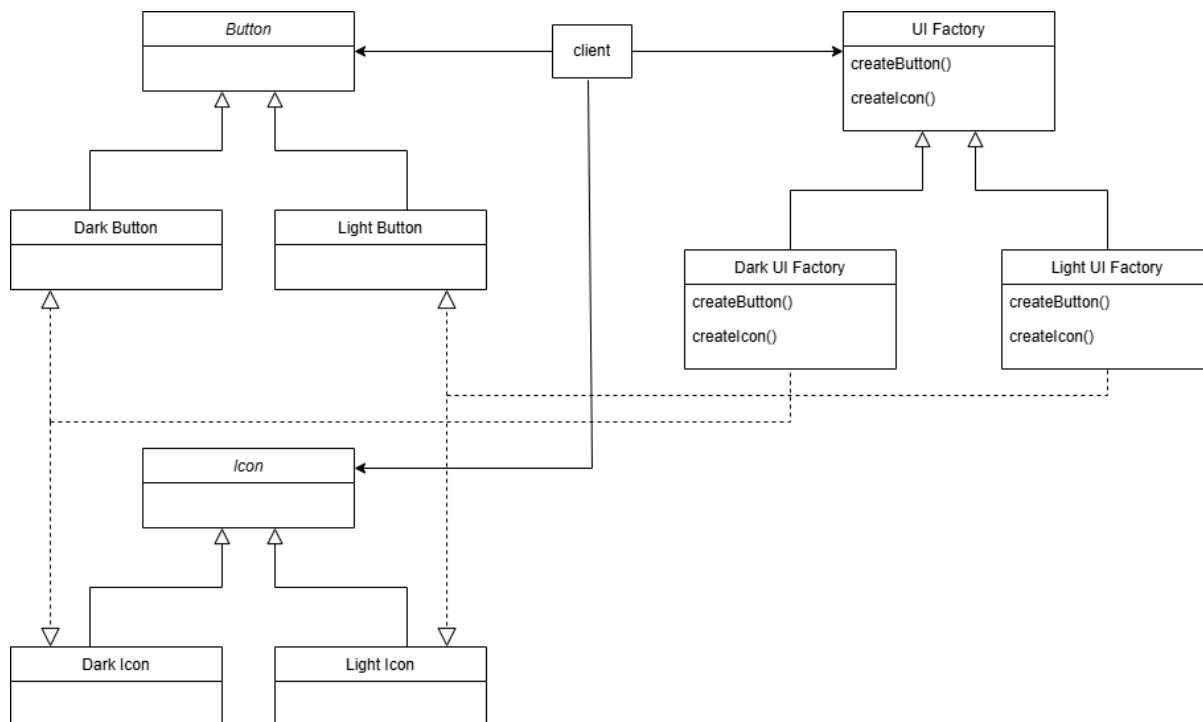 Button
client
UI Factory
createButton()
createIcon()
Dark Button
Light Button
Dark UI Factory
createButton()
createIcon()
Light UI Factory
createButton()
createIcon()
Icon
Dark Icon
Light Icon